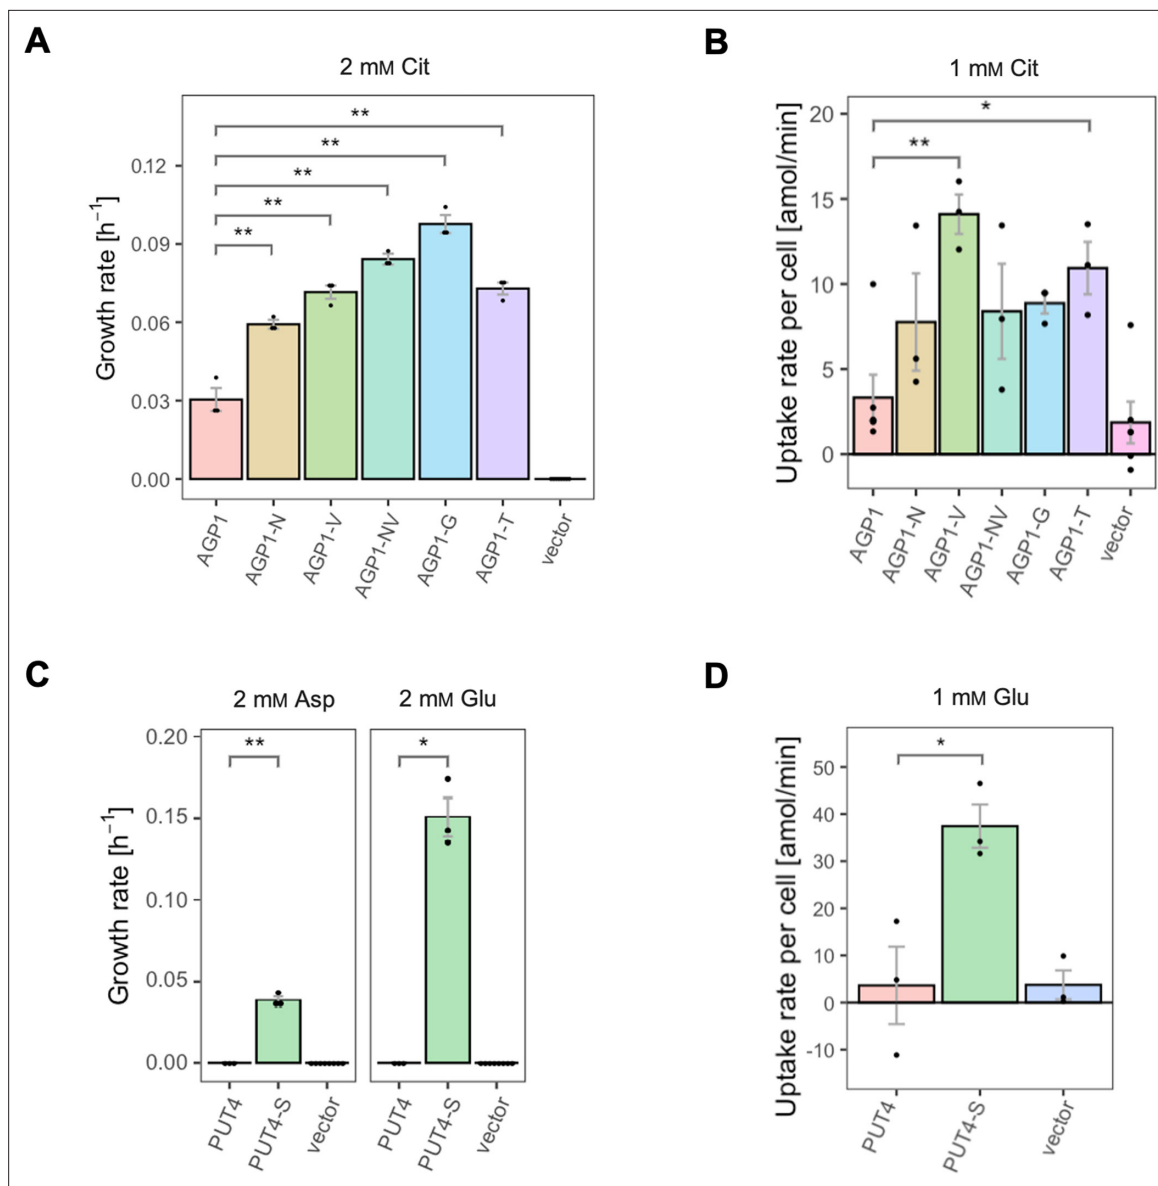 A
2 mM Cit
Growth rate [h⁻¹]
0.12
0.09
0.06
0.03
0.00
**
**
**
**
**
AGP1
AGP1-N
AGP1-V
AGP1-NV
AGP1-G
AGP1-T
vector
B
1 mM Cit
Uptake rate per cell [amol/min]
20
15
10
5
0
*
**
AGP1
AGP1-N
AGP1-V
AGP1-NV
AGP1-G
AGP1-T
vector
C
2 mM Asp
2 mM Glu
Growth rate [h⁻¹]
0.20
0.15
0.10
0.05
0.00
**
*
PUT4
PUT4-S
vector
PUT4
PUT4-S
vector
D
1 mM Glu
Uptake rate per cell [amol/min]
50
40
30
20
10
0
-10
*
PUT4
PUT4-S
vector